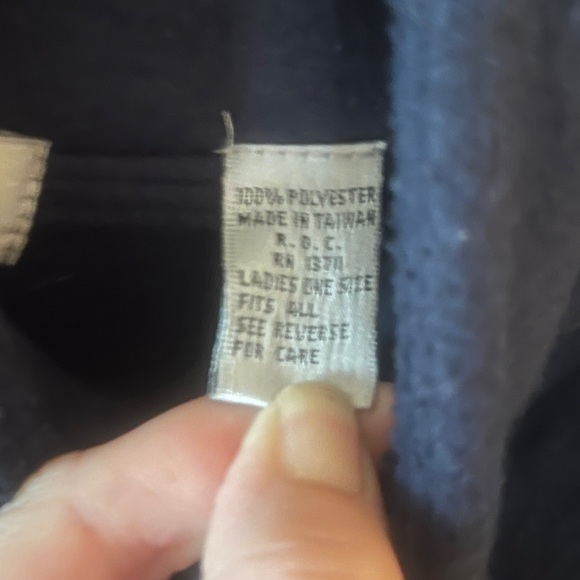 100% POLYESTER
MADE IN TAIWAN
R.O.C.
RN 13711
LADIES ONE SIZE
FITS ALL
SEE REVERSE
FOR CARE